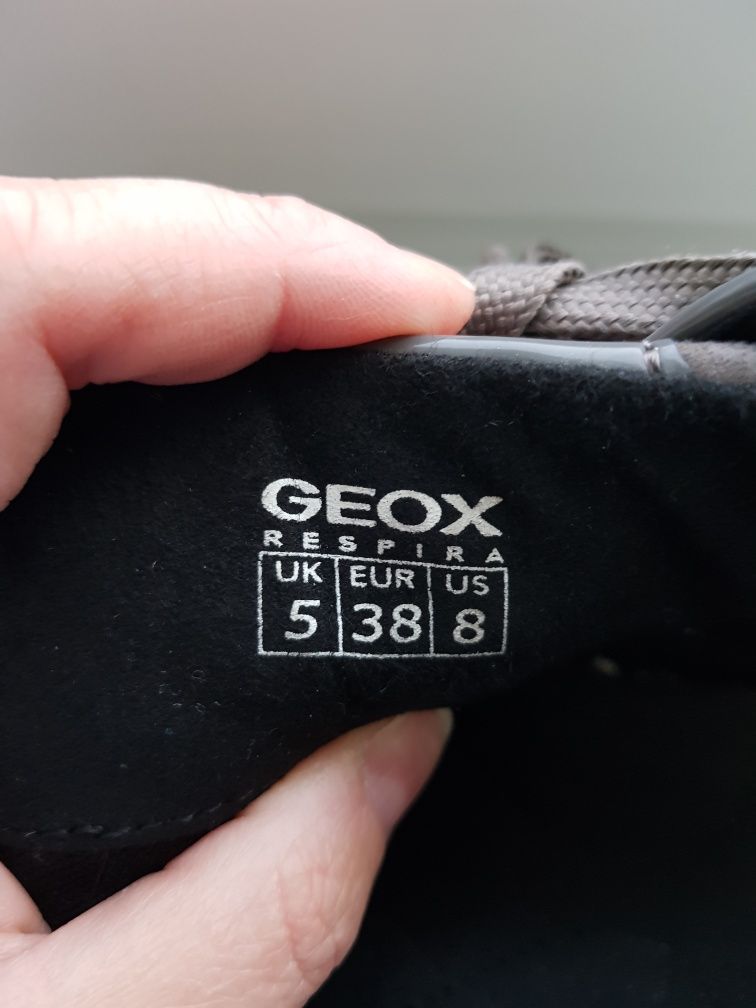 GEOX
RESPIRA
UK EUR US
5 38 8